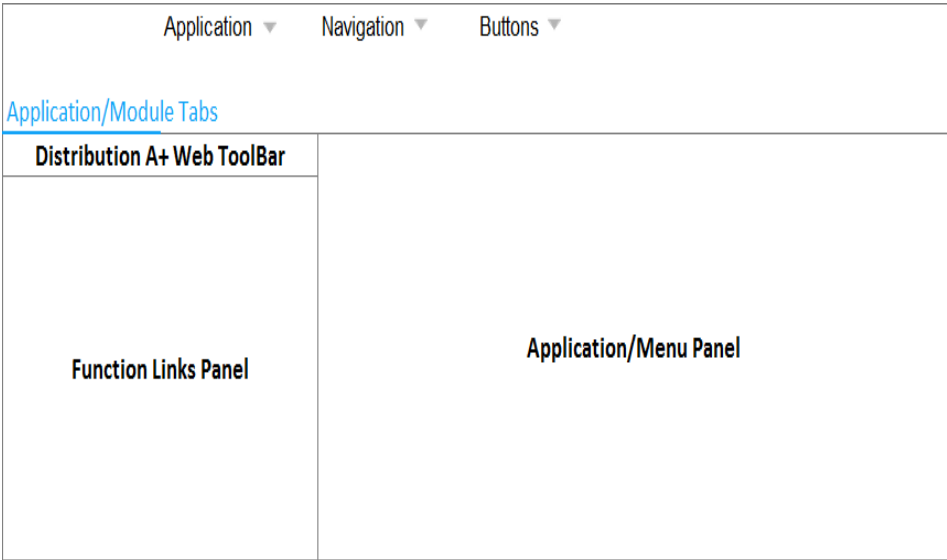 Application Navigation Buttons
Application/Module Tabs
Distribution A+ Web ToolBar
Function Links Panel
Application/Menu Panel